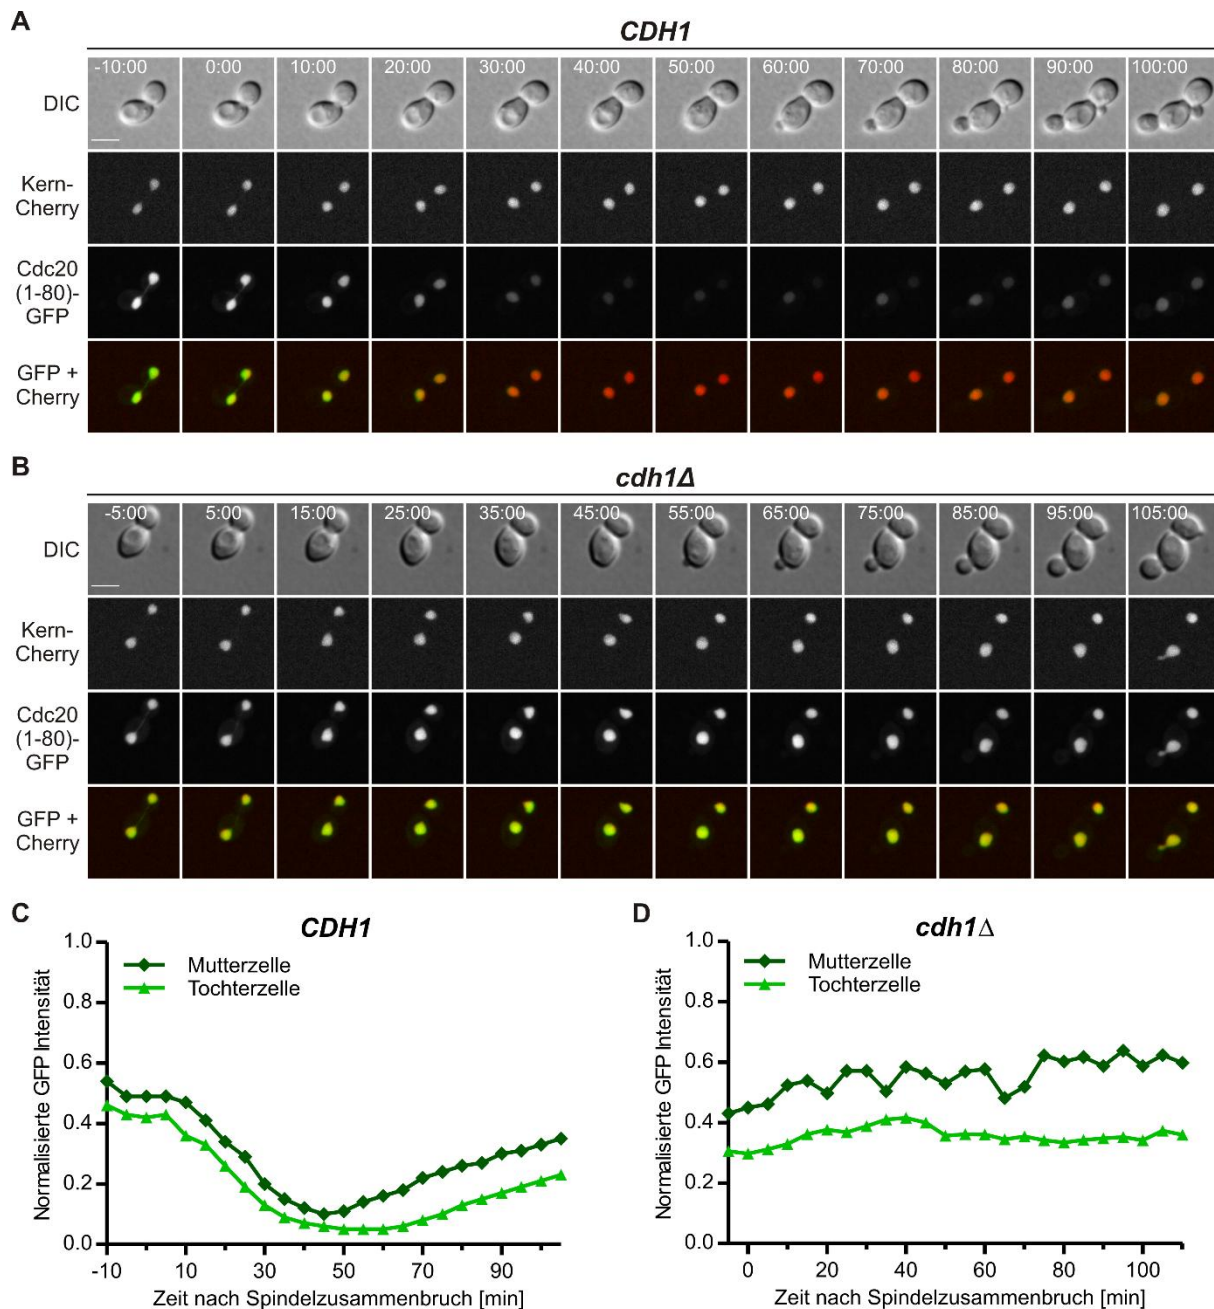 A
CDH1
-10:00 0:00 10:00 20:00 30:00 40:00 50:00 60:00 70:00 80:00 90:00 100:00
DIC
Kern-
Cherry
Cdc20
(1-80)-
GFP
GFP +
Cherry
B
cdh1Δ
-5:00 5:00 15:00 25:00 35:00 45:00 55:00 65:00 75:00 85:00 95:00 105:00
DIC
Kern-
Cherry
Cdc20
(1-80)-
GFP
GFP +
Cherry
C
CDH1
Normalisierte GFP Intensität
1.0
0.8
0.6
0.4
0.2
0.0
Mutterzelle
Tochterzelle
-10 10 30 50 70 90
Zeit nach Spindelzusammenbruch [min]
D
cdh1Δ
Normalisierte GFP Intensität
1.0
0.8
0.6
0.4
0.2
0.0
Mutterzelle
Tochterzelle
0 20 40 60 80 100
Zeit nach Spindelzusammenbruch [min]